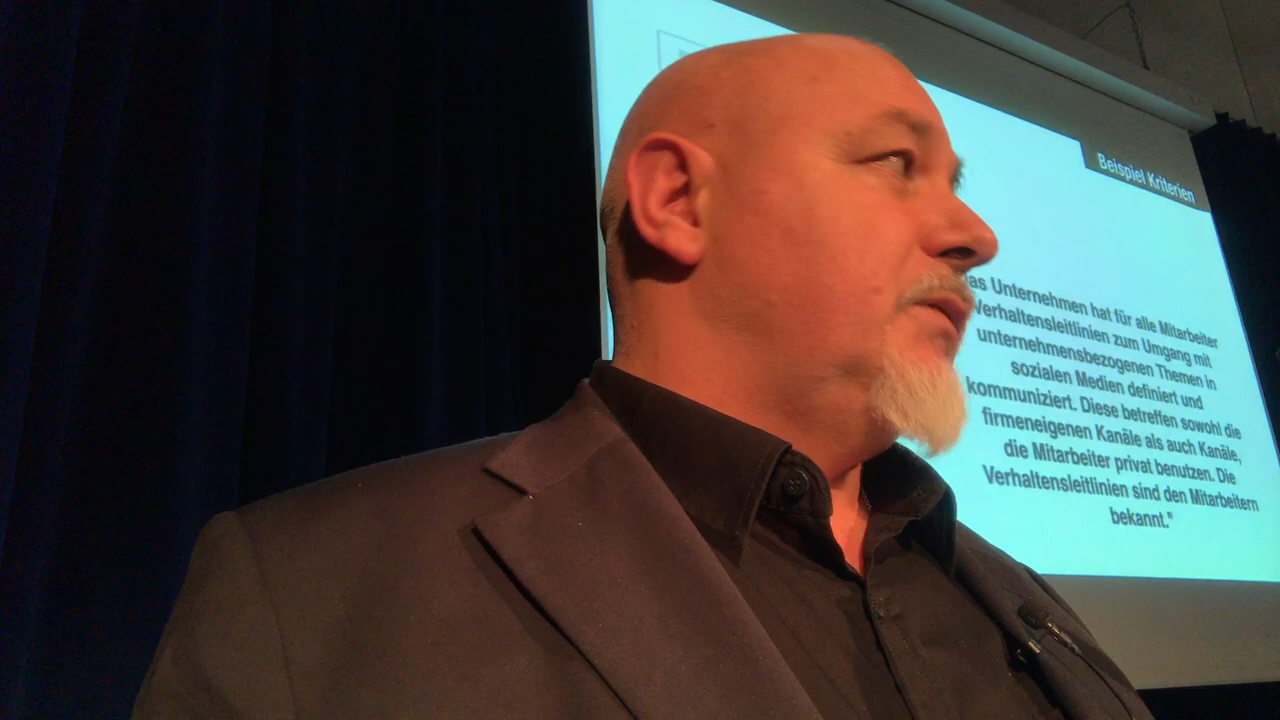 Beispiel Kriterien
as Unternehmen hat für alle Mitarbeiter
Verhaltensleitlinien zum Umgang mit
unternehmensbezogenen Themen in
sozialen Medien definiert und
kommuniziert. Diese betreffen sowohl die
firmeneigenen Kanäle als auch Kanäle,
die Mitarbeiter privat benutzen. Die
Verhaltensleitlinien sind den Mitarbeitern
bekannt."